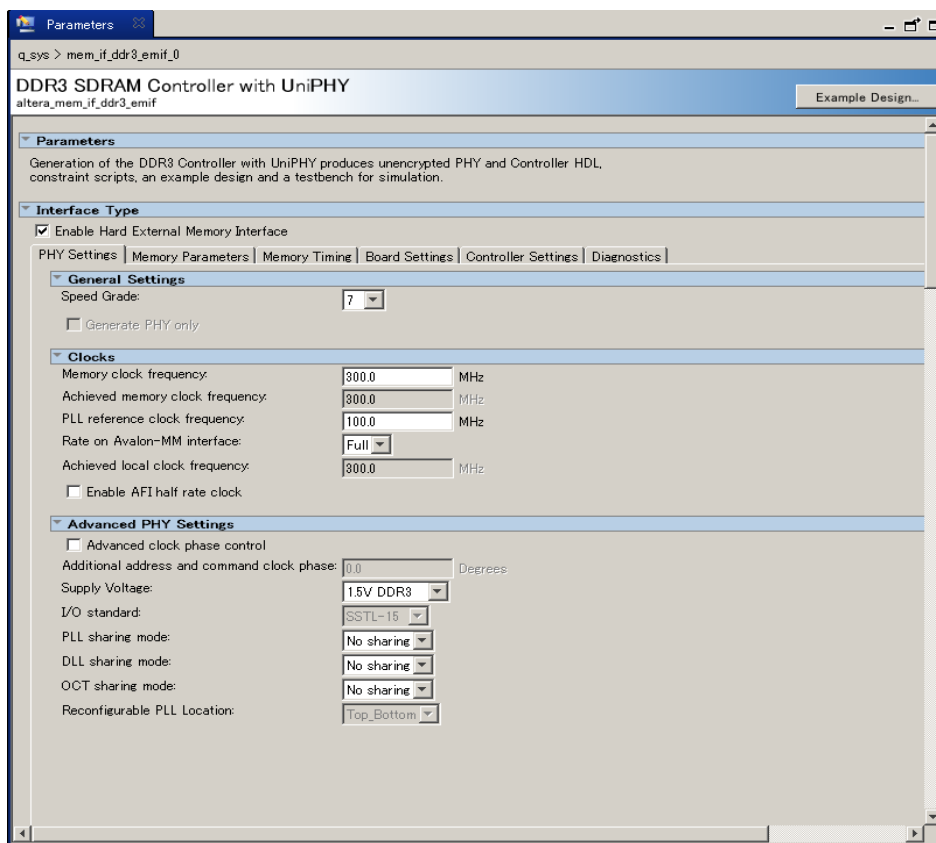 Parameters
q_sys > mem_if_ddr3_emif_0
DDR3 SDRAM Controller with UniPHY
altera_mem_if_ddr3_emif
Example Design...
Parameters
Generation of the DDR3 Controller with UniPHY produces unencrypted PHY and Controller HDL,
constraint scripts, an example design and a testbench for simulation.
Interface Type
Enable Hard External Memory Interface
PHY Settings Memory Parameters Memory Timing Board Settings Controller Settings Diagnostics
General Settings
Speed Grade: 7
Generate PHY only
Clocks
Memory clock frequency: 300.0 MHz
Achieved memory clock frequency: 300.0 MHz
PLL reference clock frequency: 100.0 MHz
Rate on Avalon-MM interface: Full
Achieved local clock frequency: 300.0 MHz
Enable AFI half rate clock
Advanced PHY Settings
Advanced clock phase control
Additional address and command clock phase: 0.0 Degrees
Supply Voltage: 1.5V DDR3
I/O standard: SSTL-15
PLL sharing mode: No sharing
DLL sharing mode: No sharing
OCT sharing mode: No sharing
Reconfigurable PLL Location: Top_Bottom